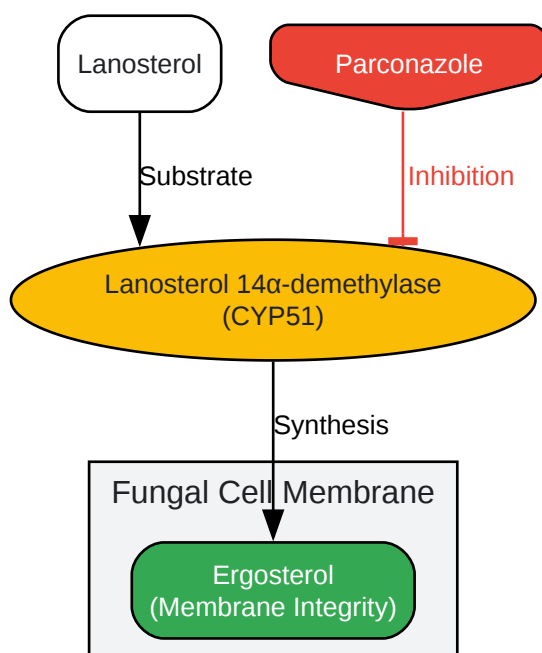 Lanosterol
Parconazole
Substrate
Inhibition
Lanosterol 14α-demethylase
(CYP51)
Synthesis
Fungal Cell Membrane
Ergosterol
(Membrane Integrity)